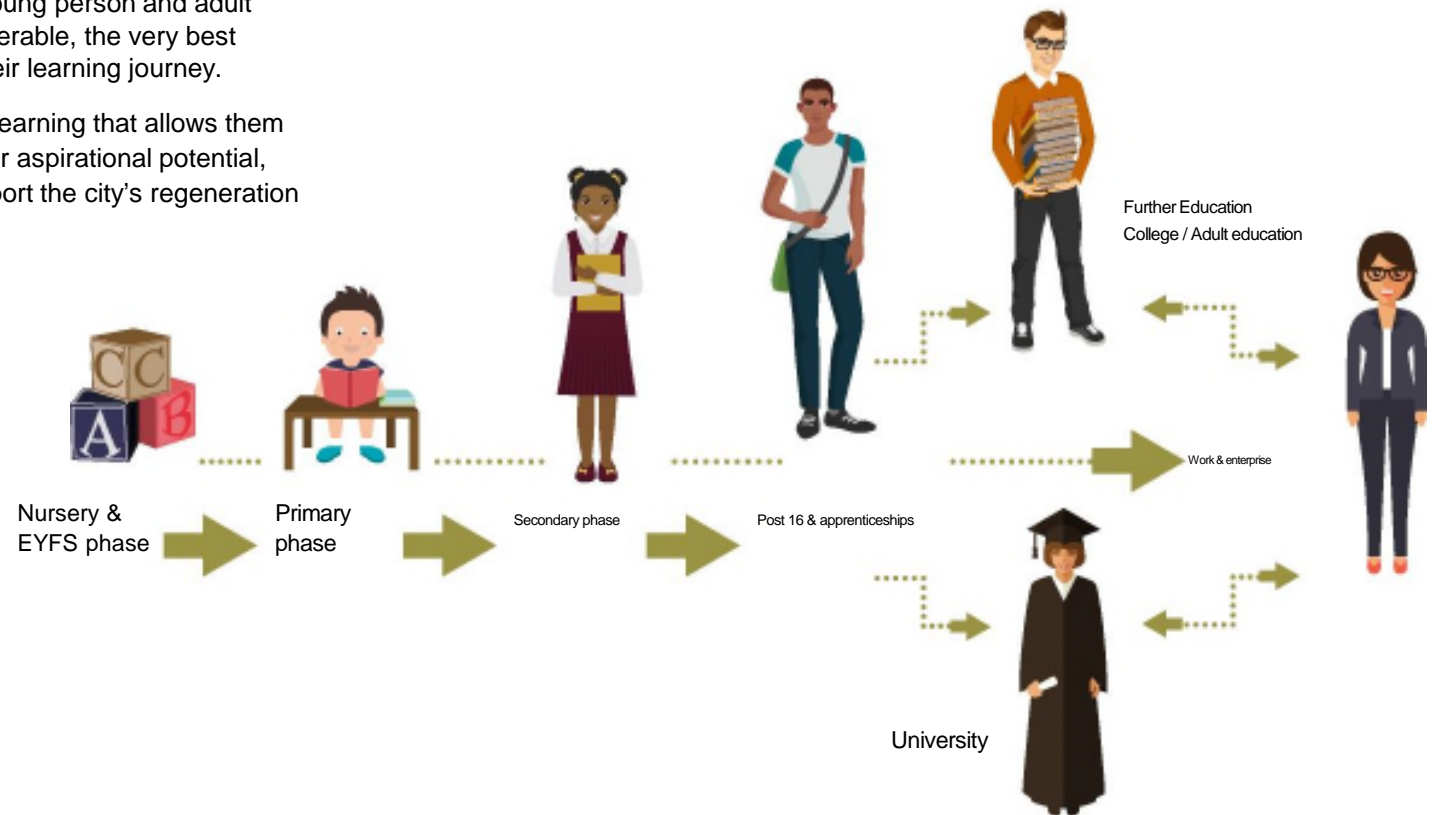 oung person and adult
erable, the very best
eir learning journey.
earning that allows them
r aspirational potential,
port the city's regeneration
Further Education
College / Adult education
C C
A B
Work & enterprise
Nursery &
EYFS phase
Primary
phase
Secondary phase
Post 16 & apprenticeships
University